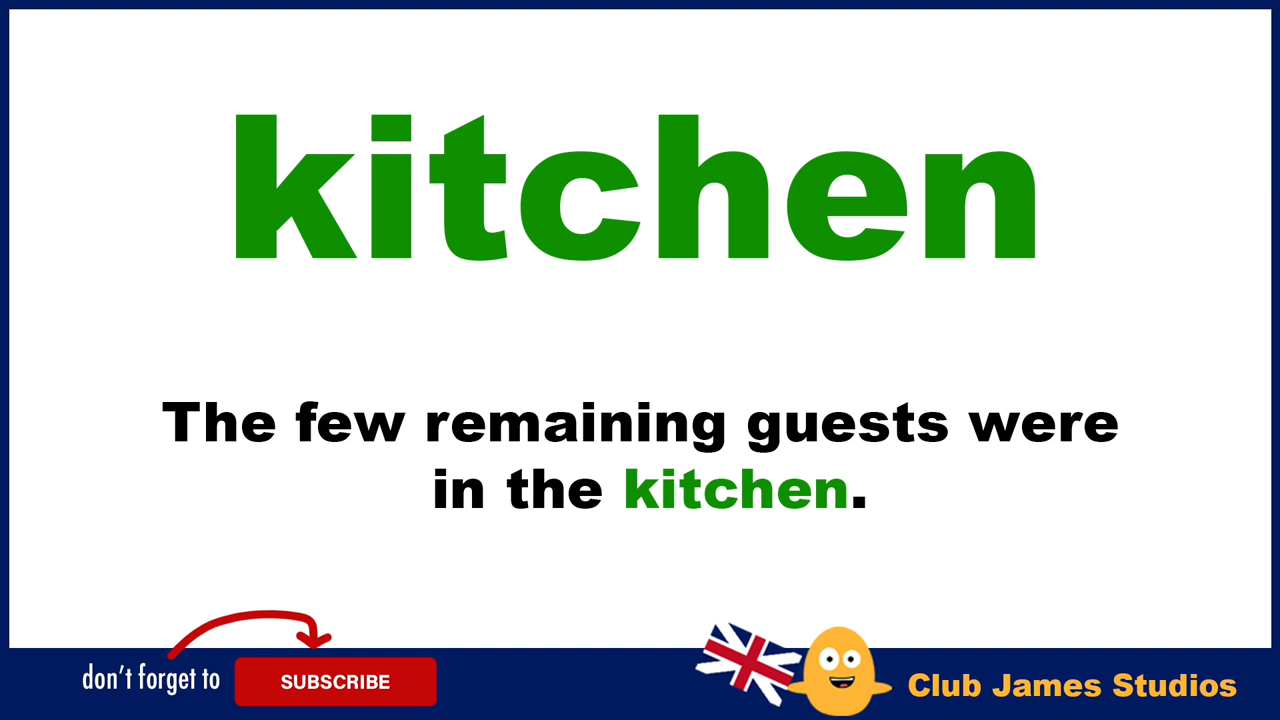 kitchen
The few remaining guests were
in the kitchen.
don't forget to
SUBSCRIBE
Club James Studios